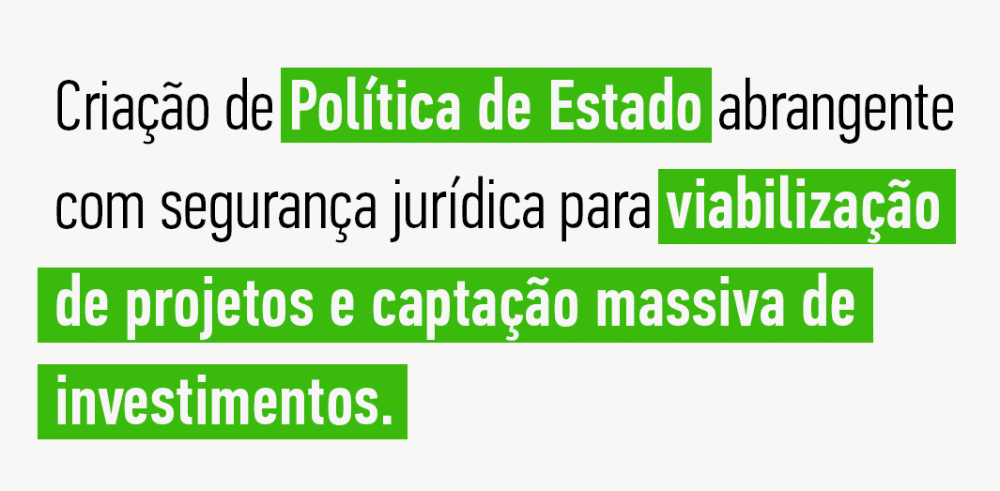 Criação de Política de Estado abrangente
com segurança jurídica para viabilização
de projetos e captação massiva de
investimentos.